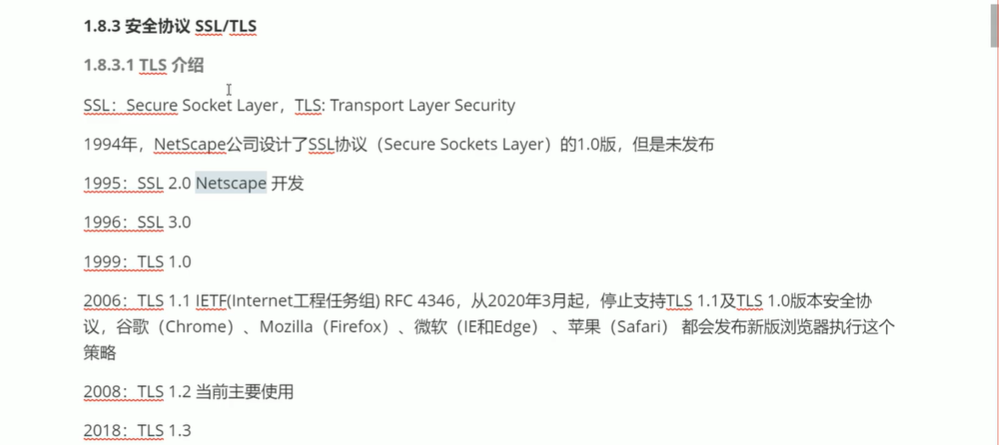 1.8.3 安全协议 SSL/TLS
1.8.3.1 TLS 介绍
SSL：Secure Socket Layer，TLS: Transport Layer Security
1994年，NetScape公司设计了SSL协议（Secure Sockets Layer）的1.0版，但是未发布
1995：SSL 2.0 Netscape 开发
1996：SSL 3.0
1999：TLS 1.0
2006：TLS 1.1 IETF(Internet工程任务组) RFC 4346，从2020年3月起，停止支持TLS 1.1及TLS 1.0版本安全协
议，谷歌（Chrome）、Mozilla（Firefox）、微软（IE和Edge） 、苹果（Safari） 都会发布新版浏览器执行这个
策略
2008：TLS 1.2 当前主要使用
2018：TLS 1.3